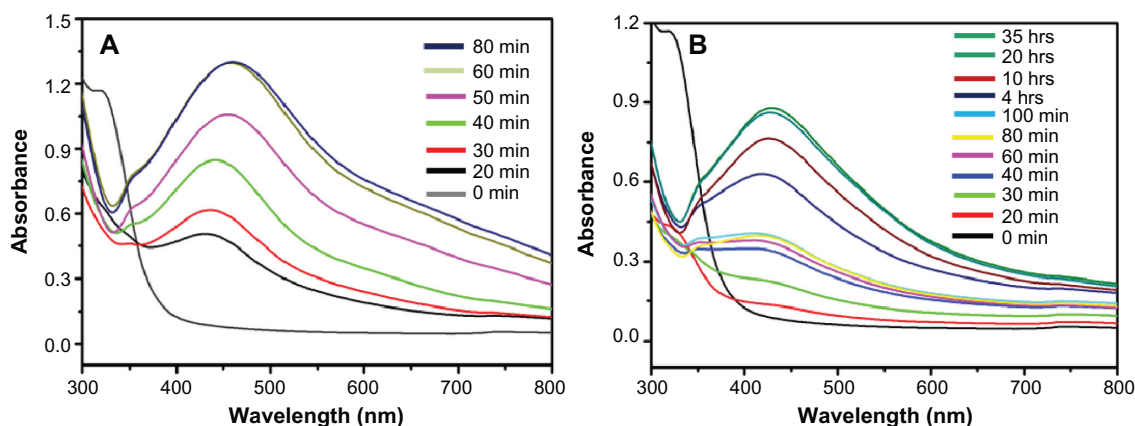 A
Absorbance
1.5
1.2
0.9
0.6
0.3
0.0
80 min
60 min
50 min
40 min
30 min
20 min
0 min
300 400 500 600 700 800
Wavelength (nm)
B
Absorbance
1.2
0.9
0.6
0.3
0.0
35 hrs
20 hrs
10 hrs
4 hrs
100 min
80 min
60 min
40 min
30 min
20 min
0 min
300 400 500 600 700 800
Wavelength (nm)